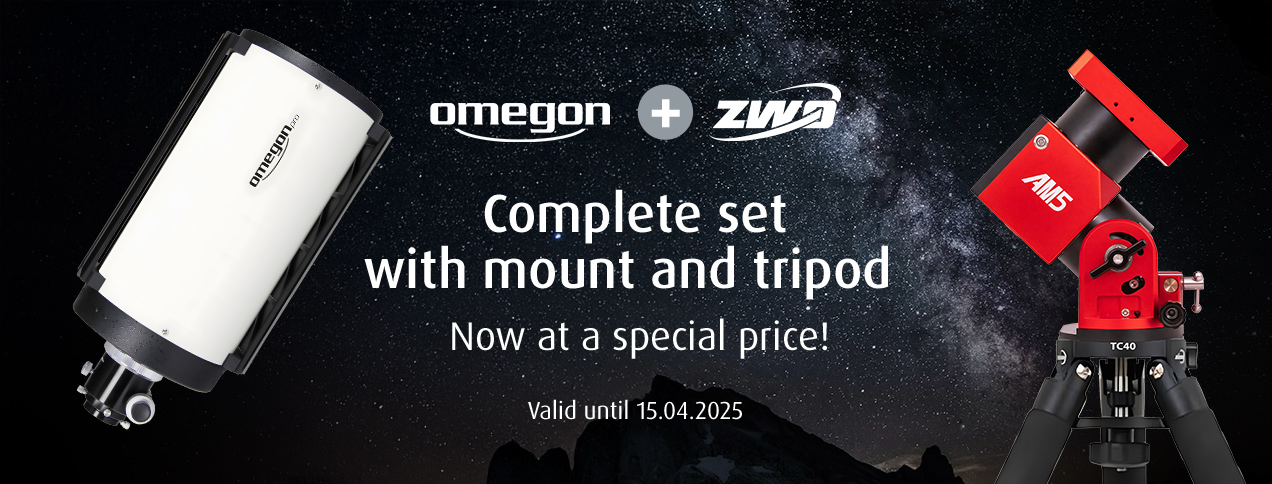 omegon pro
omegon + ZWO
Complete set
with mount and tripod
Now at a special price!
Valid until 15.04.2025
AM5
TC40